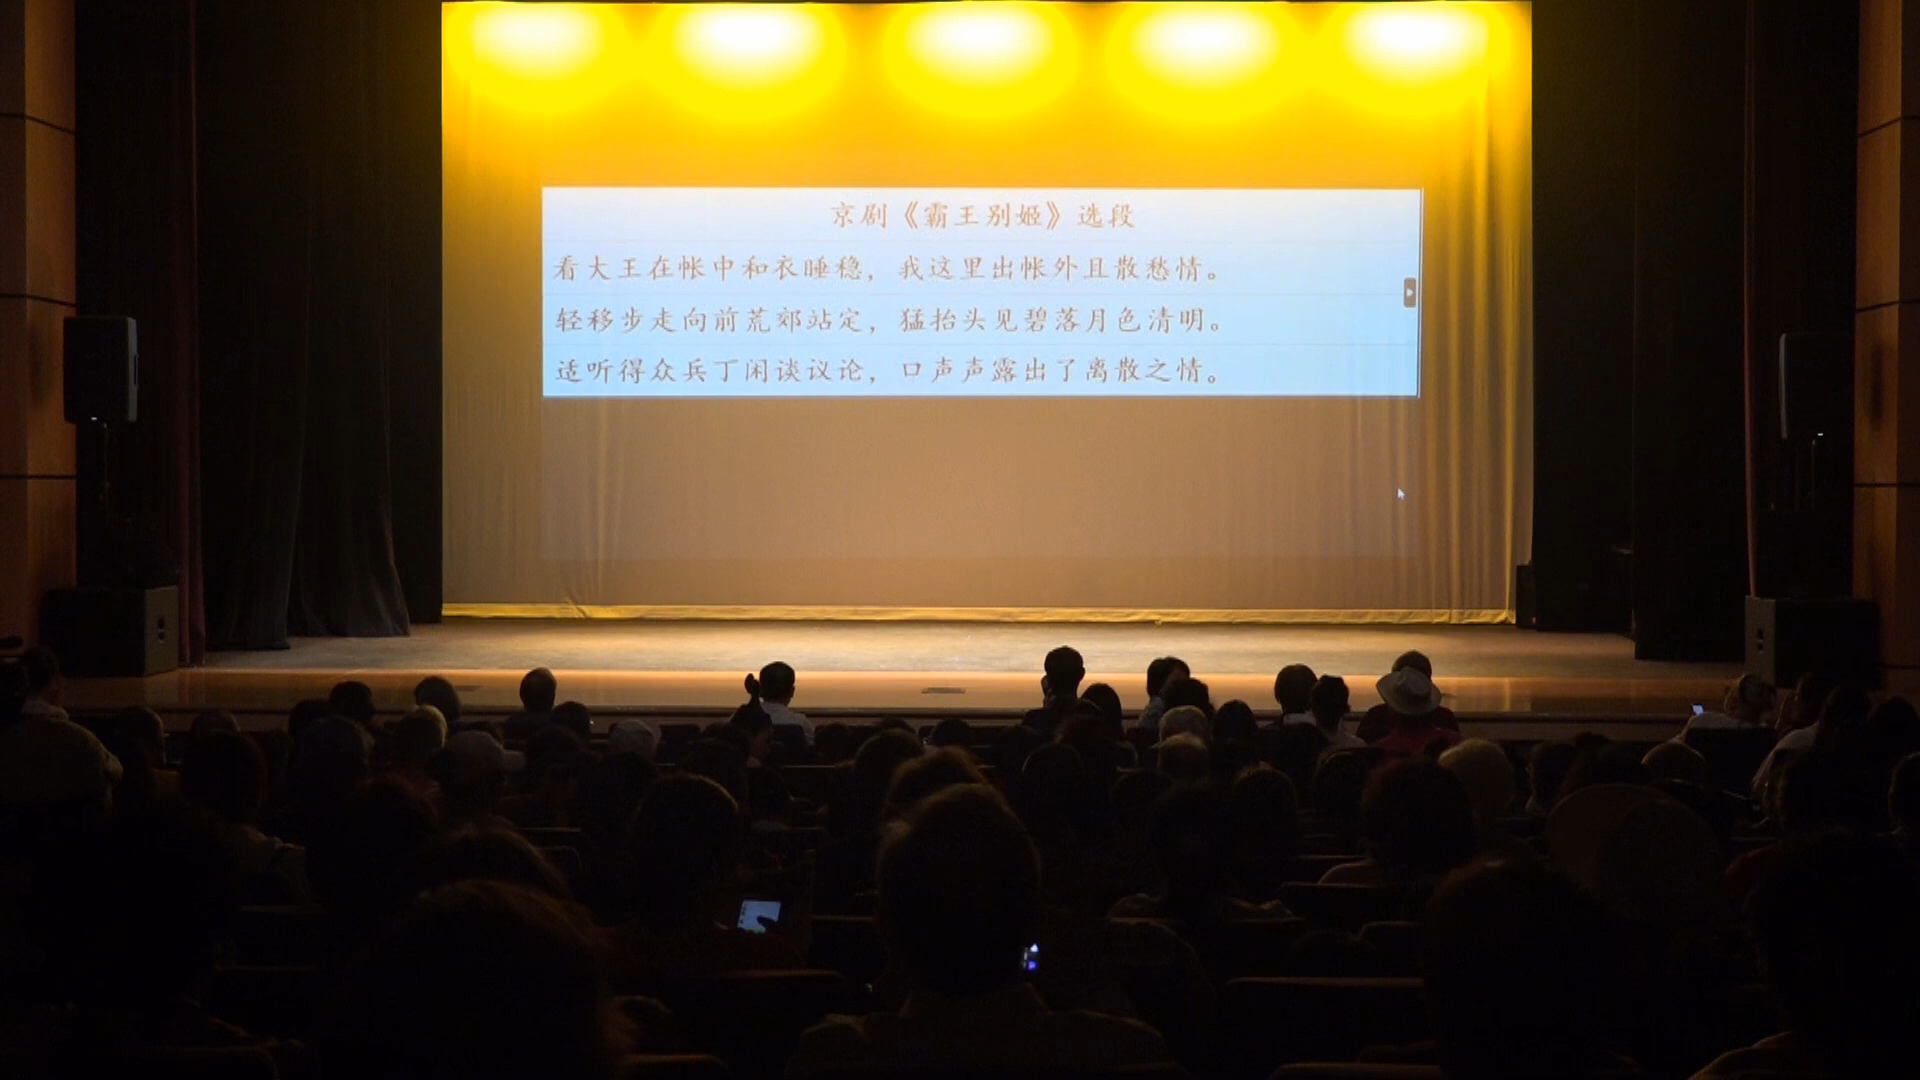 京剧《霸王别姬》选段
看大王在帐中和衣睡稳，我这里出帐外且散愁情。
轻移步走向前荒郊站定，猛抬头见碧落月色清明。
适听得众兵丁闲谈议论，口声声露出了离散之情。